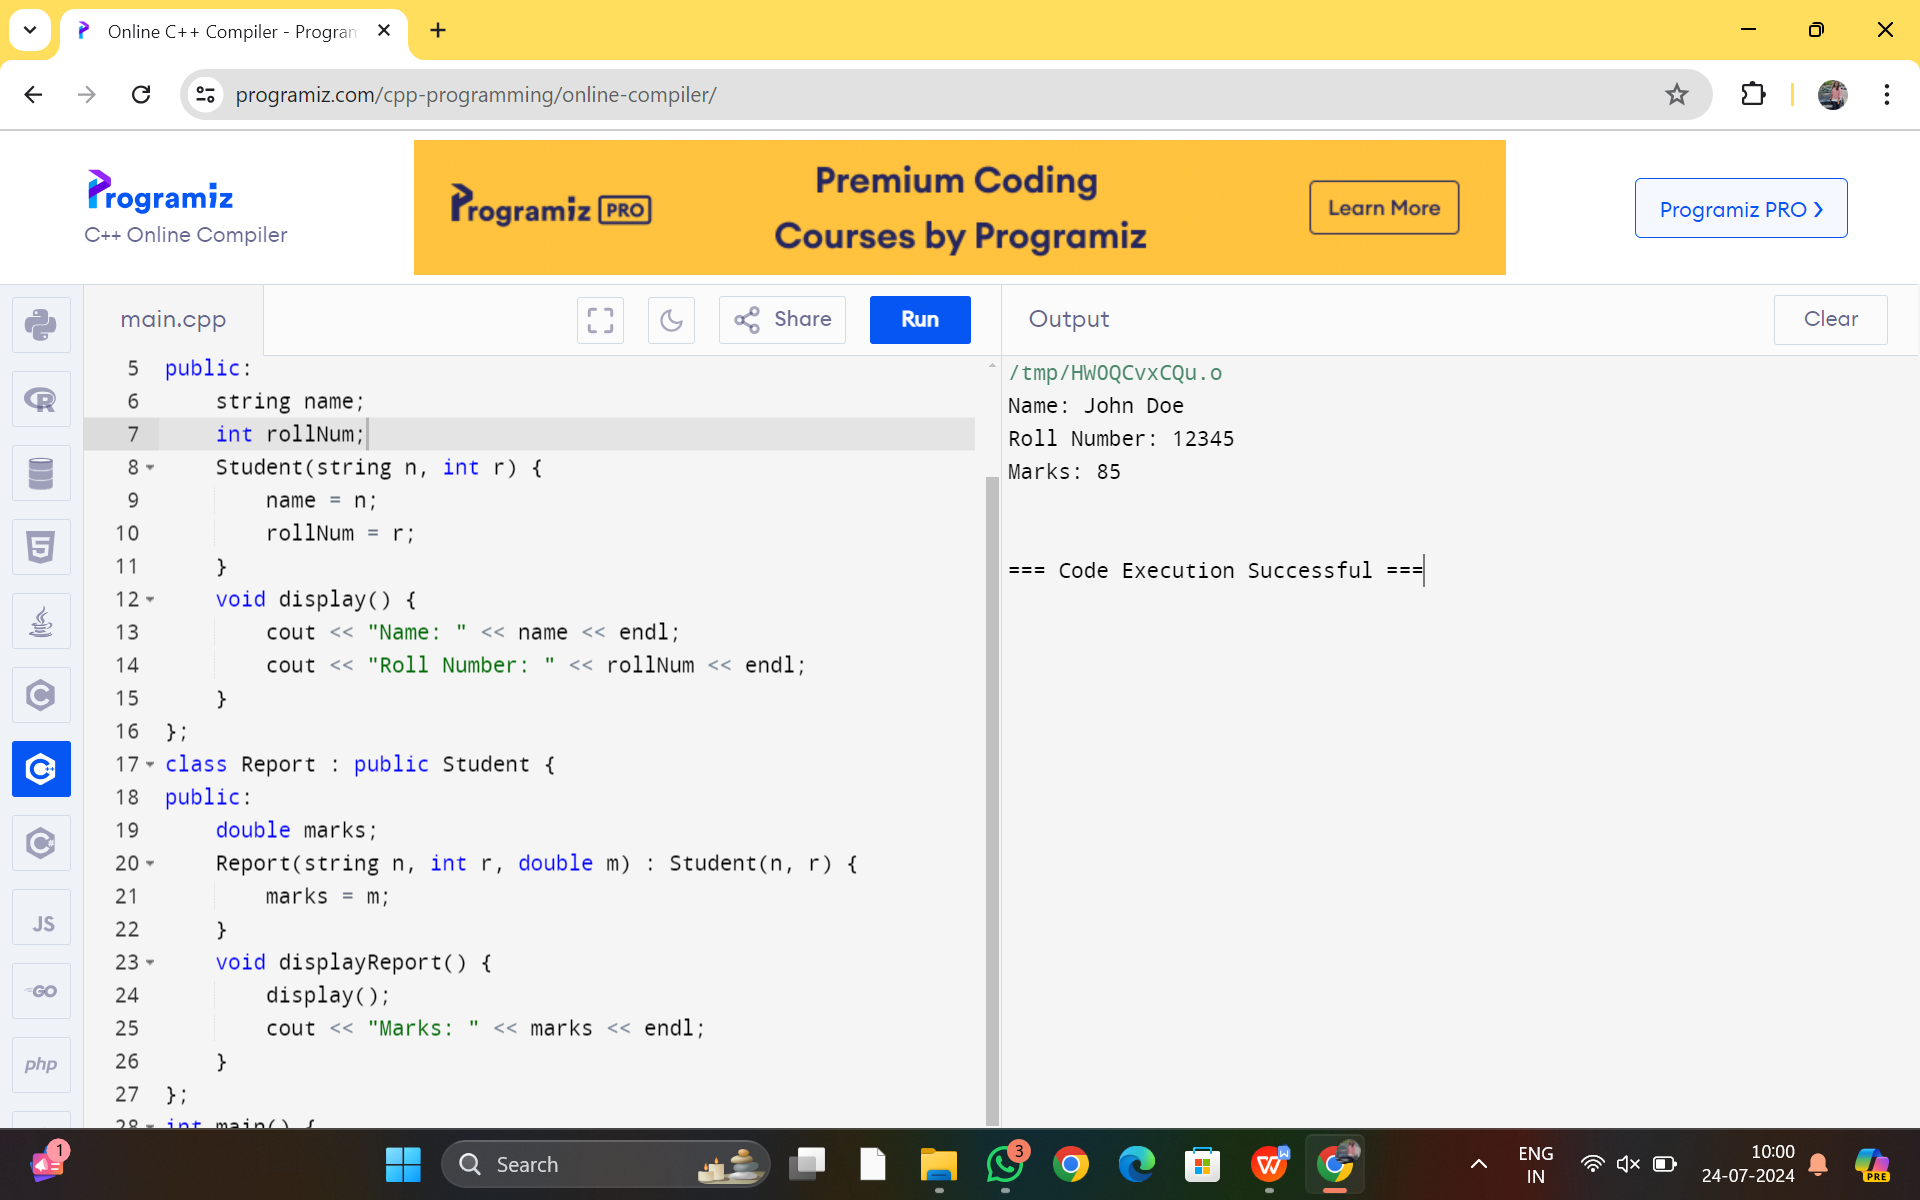 Online C++ Compiler - Program
programiz.com/cpp-programming/online-compiler/
Programiz
C++ Online Compiler
Programiz PRO
Premium Coding
Courses by Programiz
Learn More
Programiz PRO ❯
main.cpp
Share
Run
Output
Clear
5 public:
6     string name;
7     int rollNum;
8     Student(string n, int r) {
9         name = n;
10         rollNum = r;
11     }
12     void display() {
13         cout << "Name: " << name << endl;
14         cout << "Roll Number: " << rollNum << endl;
15     }
16 };
17 class Report : public Student {
18 public:
19     double marks;
20     Report(string n, int r, double m) : Student(n, r) {
21         marks = m;
22     }
23     void displayReport() {
24         display();
25         cout << "Marks: " << marks << endl;
26     }
27 };
28 int main() {
/tmp/HWOQCvxCQu.o
Name: John Doe
Roll Number: 12345
Marks: 85
=== Code Execution Successful ===
R
5
C
C
C#
JS
GO
php
1
Search
3
W
W
ENG
IN
10:00
24-07-2024
PRE